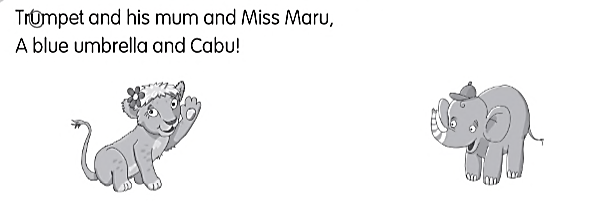 Trumpet and his mum and Miss Maru,
A blue umbrella and Cabu!